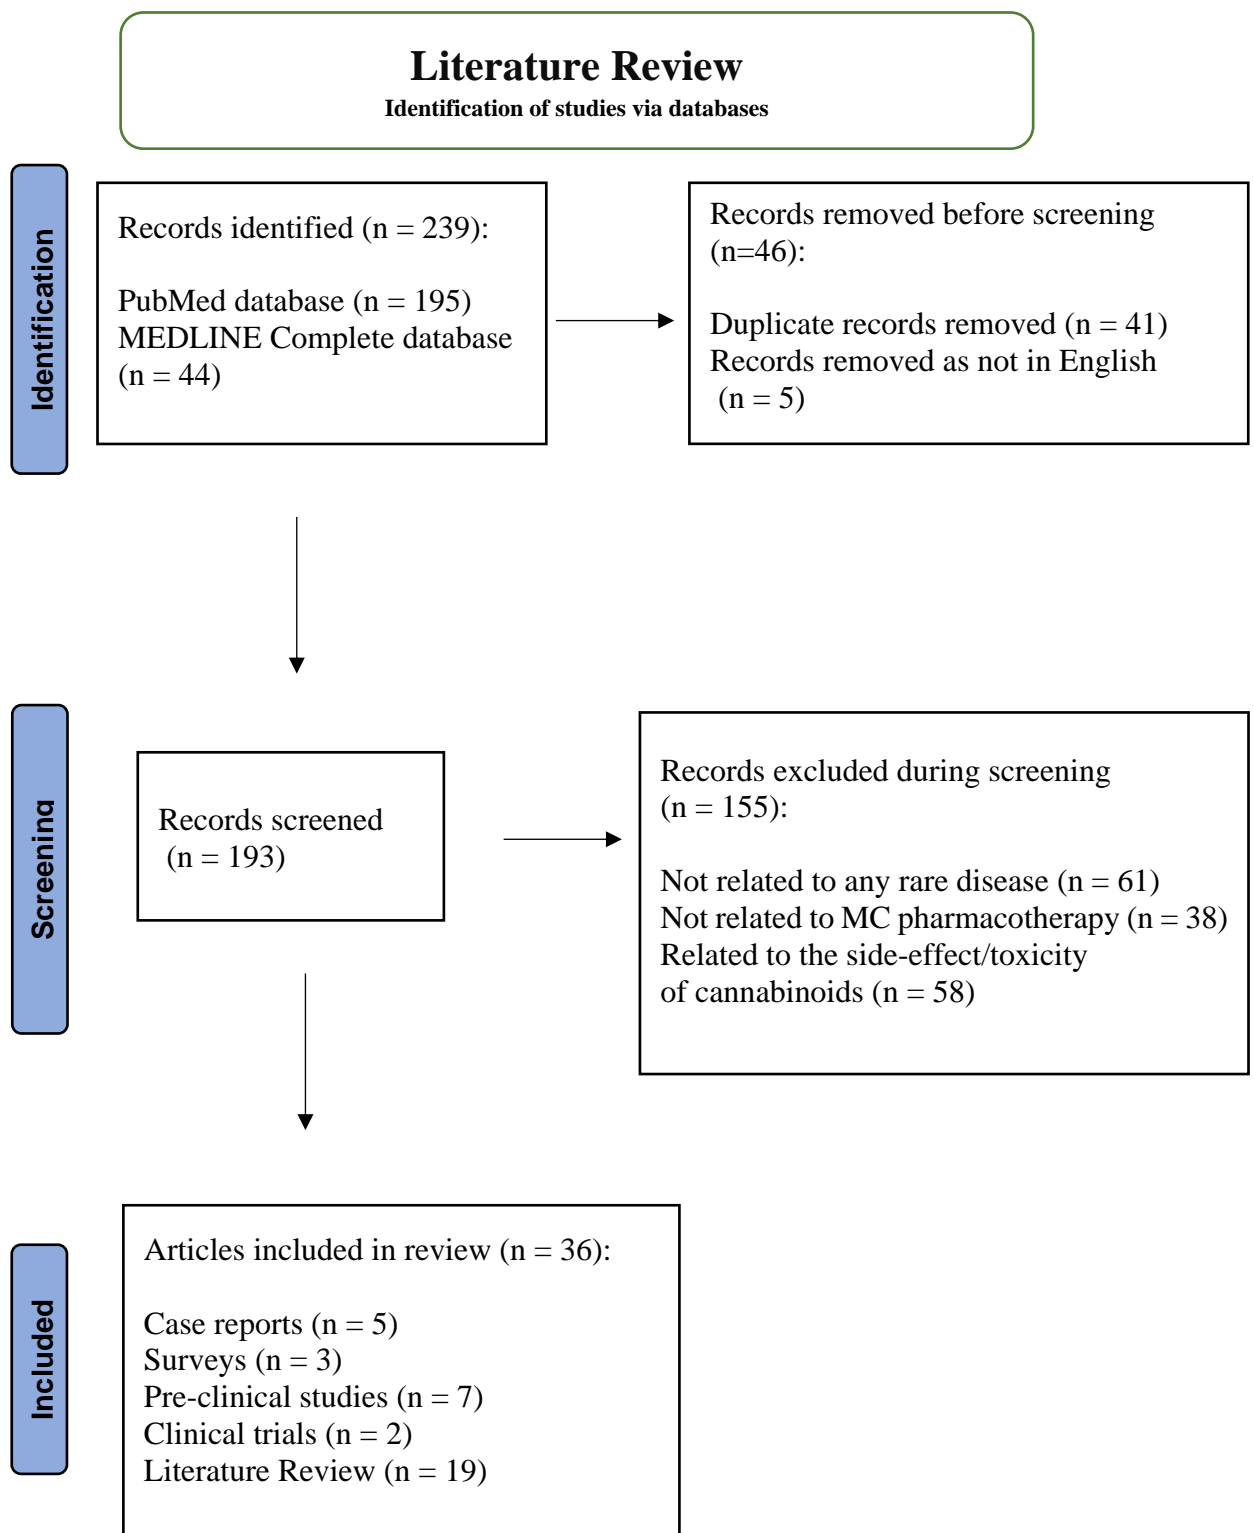 Literature Review
Identification of studies via databases
Identification
Records identified (n = 239):
PubMed database (n = 195)
MEDLINE Complete database
(n = 44)
Records removed before screening
(n=46):
Duplicate records removed (n = 41)
Records removed as not in English
(n = 5)
Screening
Records screened
(n = 193)
Records excluded during screening
(n = 155):
Not related to any rare disease (n = 61)
Not related to MC pharmacotherapy (n = 38)
Related to the side-effect/toxicity
of cannabinoids (n = 58)
Included
Articles included in review (n = 36):
Case reports (n = 5)
Surveys (n = 3)
Pre-clinical studies (n = 7)
Clinical trials (n = 2)
Literature Review (n = 19)